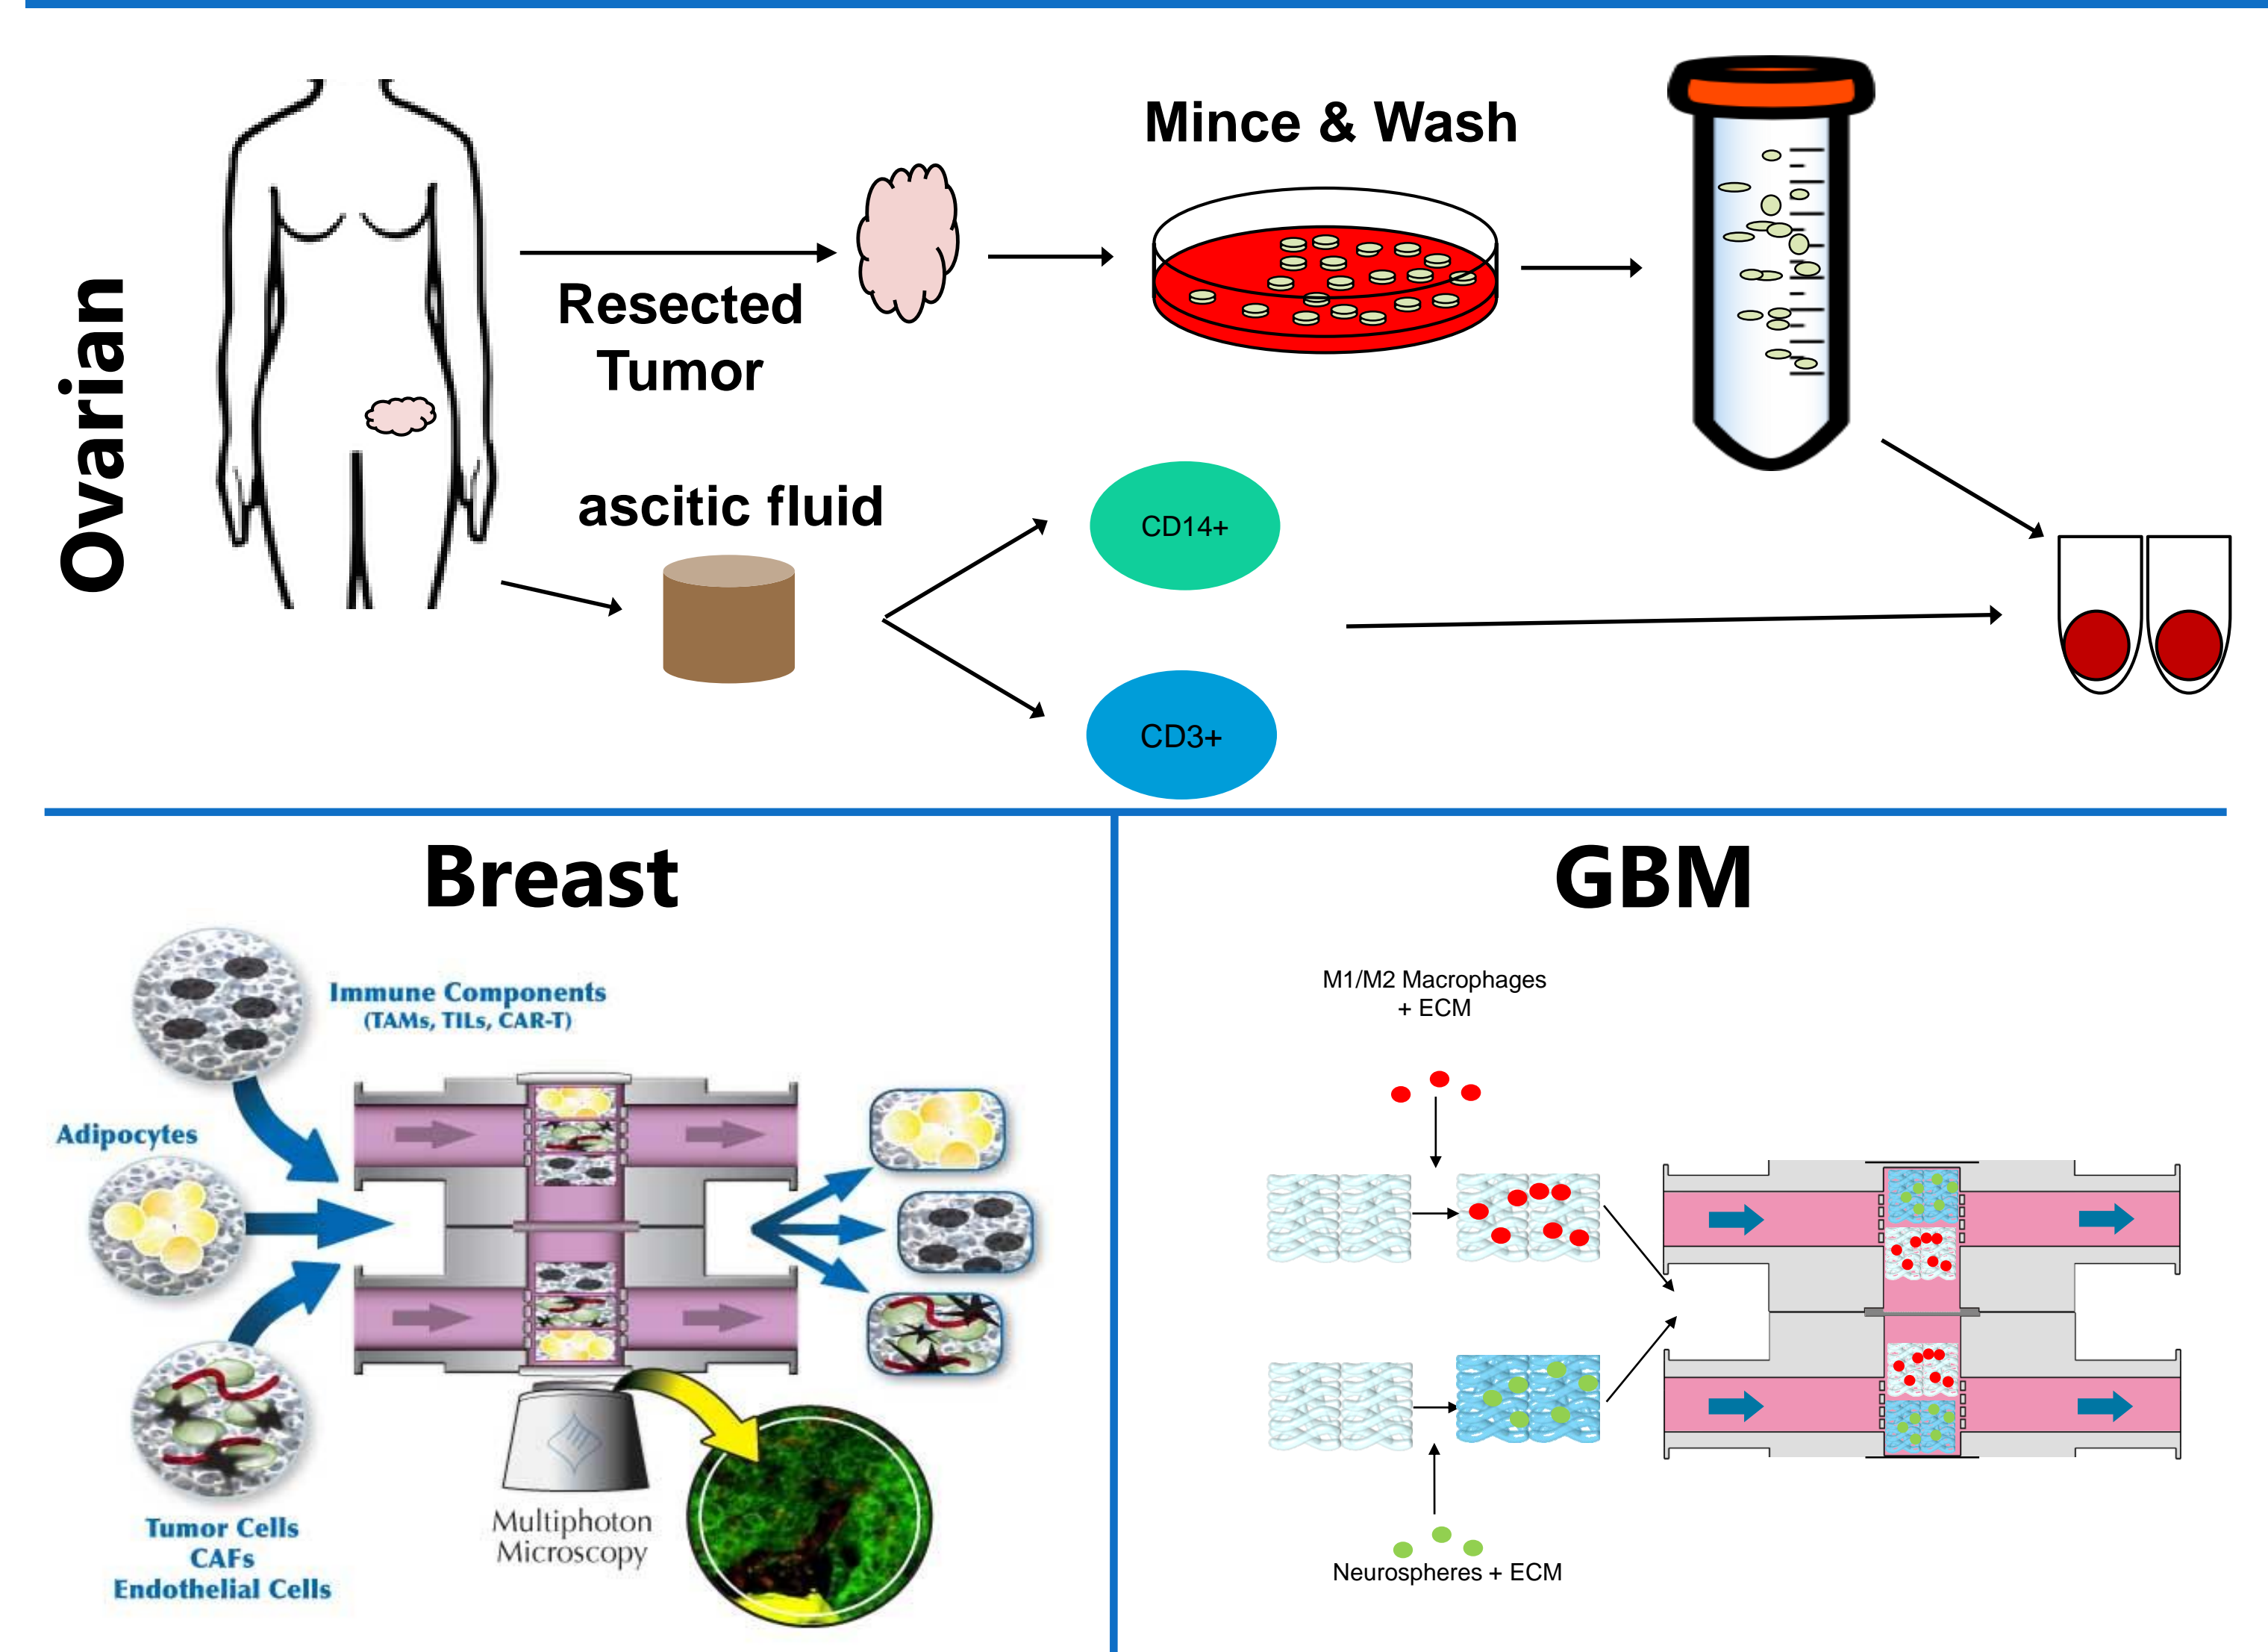 Ovarian
Mince & Wash
Resected
Tumor
ascitic fluid
CD14+
CD3+
Breast
Immune Components
(TAMs, TILs, CAR-T)
Adipocytes
Tumor Cells
CAFs
Endothelial Cells
Multiphoton
Microscopy
GBM
M1/M2 Macrophages
+ ECM
Neurospheres + ECM